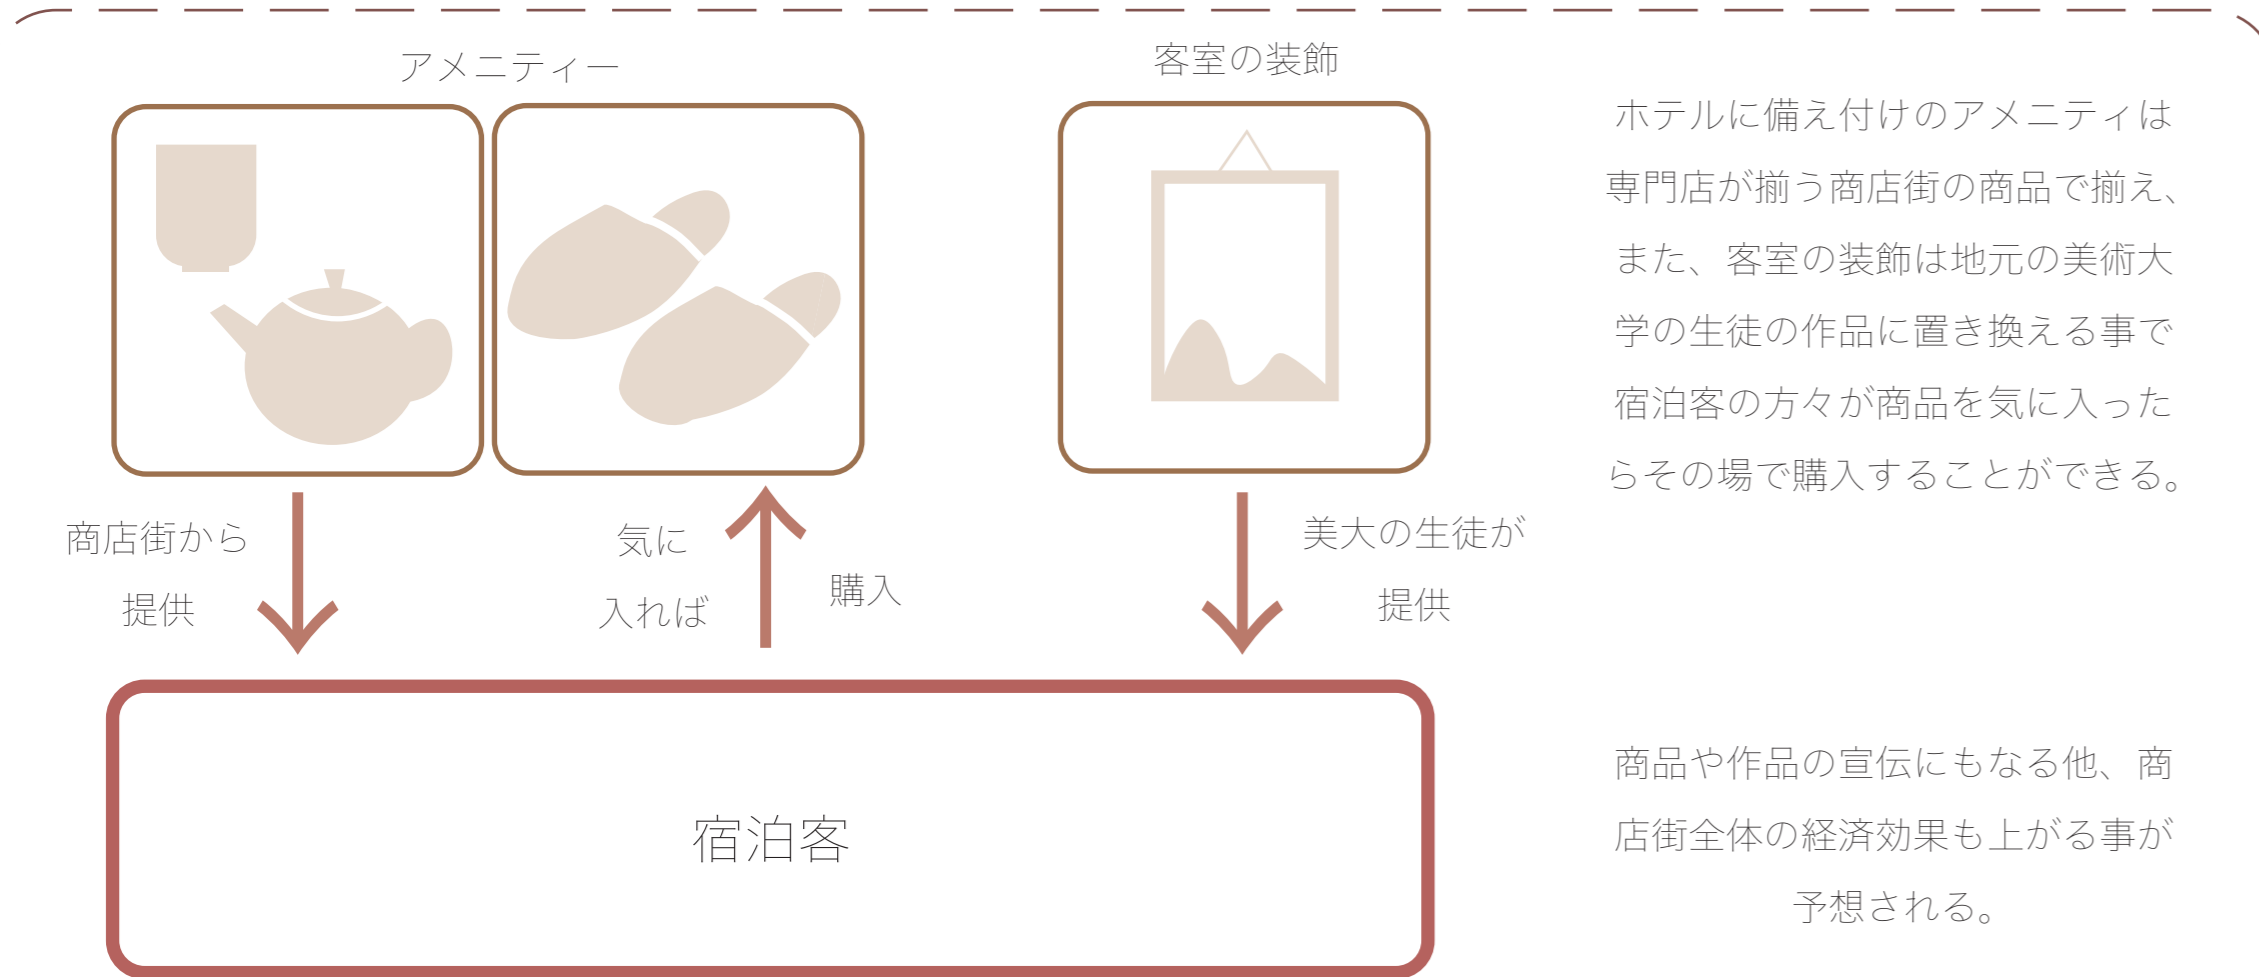 アメニティー
客室の装飾
商店街から
提供
気に
入れば
購入
美大の生徒が
提供
宿泊客
ホテルに備え付けのアメニティは
専門店が揃う商店街の商品で揃え、
また、客室の装飾は地元の美術大
学の生徒の作品に置き換える事で
宿泊客の方々が商品を気に入った
らその場で購入することができる。
商品や作品の宣伝にもなる他、商
店街全体の経済効果も上がる事が
予想される。